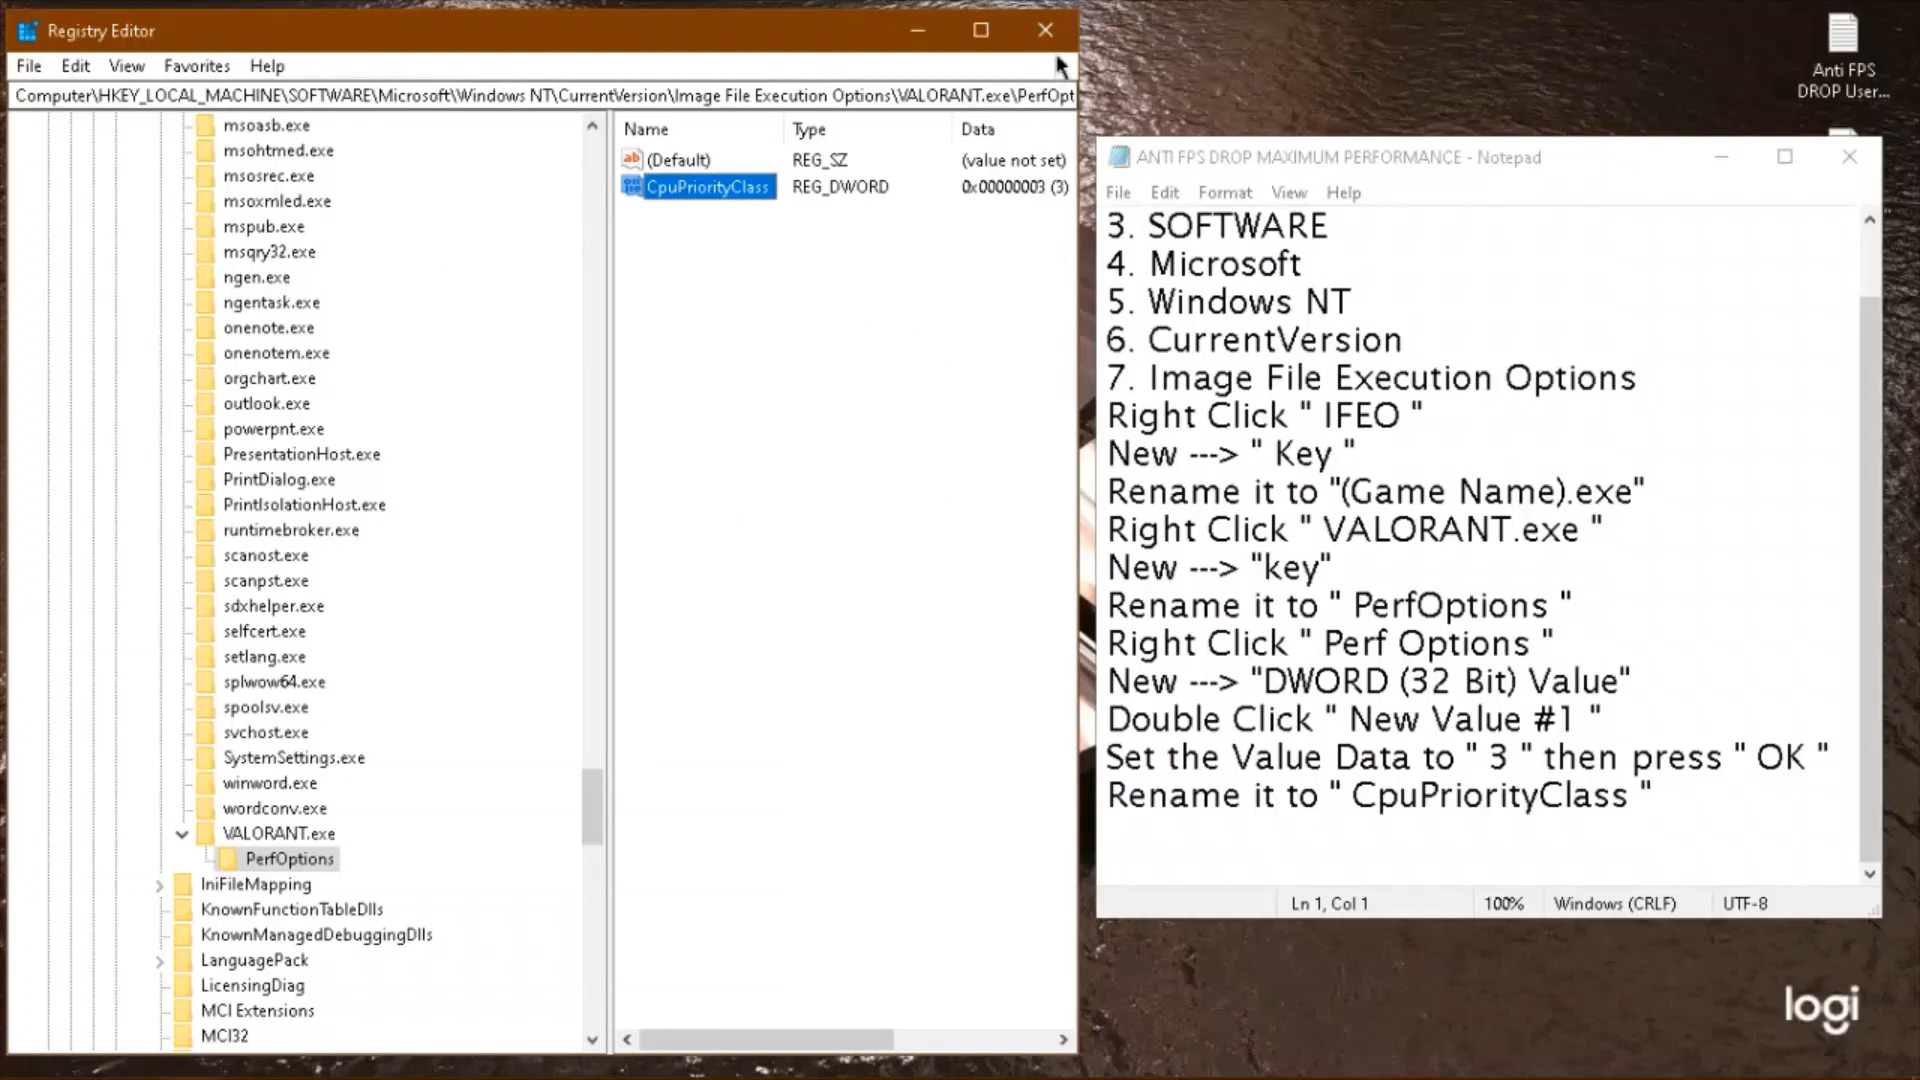 Registry Editor
File Edit View Favorites Help
Computer\HKEY_LOCAL_MACHINE\SOFTWARE\Microsoft\Windows NT\CurrentVersion\Image File Execution Options\VALORANT.exe\PerfOpt
msoasb.exe
msohtmed.exe
msosrec.exe
msoxmled.exe
mspub.exe
msqry32.exe
ngen.exe
ngentask.exe
onenote.exe
onenotem.exe
orgchart.exe
outlook.exe
powerpnt.exe
PresentationHost.exe
PrintDialog.exe
PrintIsolationHost.exe
runtimebroker.exe
scanost.exe
scanpst.exe
sdxhelper.exe
selfcert.exe
setlang.exe
splwow64.exe
spoolsv.exe
svchost.exe
SystemSettings.exe
winword.exe
wordconv.exe
VALORANT.exe
PerfOptions
IniFileMapping
KnownFunctionTableDlls
KnownManagedDebuggingDlls
LanguagePack
LicensingDiag
MCI Extensions
MCI32
Name Type Data
ab (Default) REG_SZ (value not set)
CpuPriorityClass REG_DWORD 0x00000003 (3)
Anti FPS
DROP User...
ANTI FPS DROP MAXIMUM PERFORMANCE - Notepad
File Edit Format View Help
3. SOFTWARE
4. Microsoft
5. Windows NT
6. CurrentVersion
7. Image File Execution Options
Right Click " IFEO "
New ---> " Key "
Rename it to "(Game Name).exe"
Right Click " VALORANT.exe "
New ---> "key"
Rename it to " PerfOptions "
Right Click " Perf Options "
New ---> "DWORD (32 Bit) Value"
Double Click " New Value #1 "
Set the Value Data to " 3 " then press " OK "
Rename it to " CpuPriorityClass "
Ln 1, Col 1 100% Windows (CRLF) UTF-8
logi